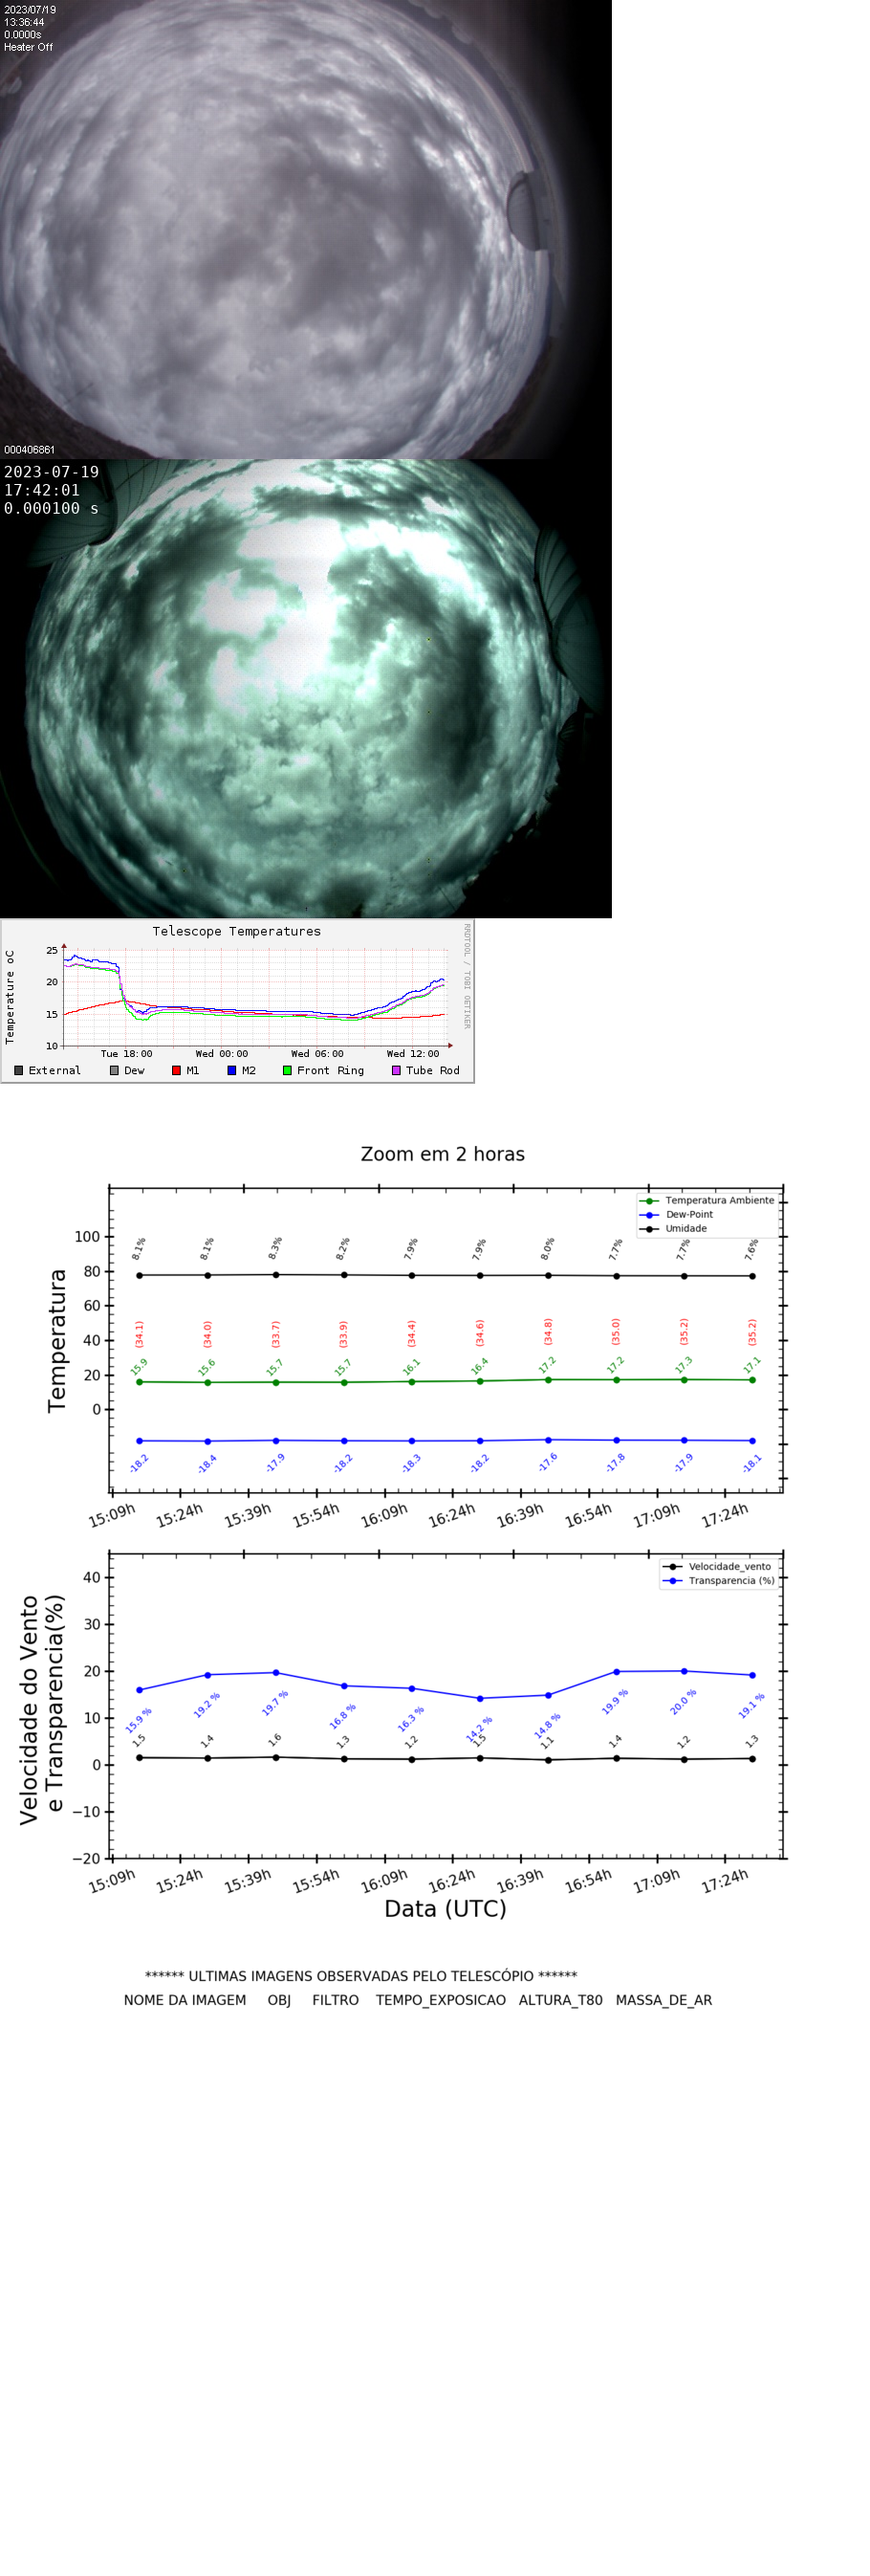 2023/07/19
13:36:44
0.0000s
Heater Off
000406861
2023-07-19
17:42:01
0.000100 s
Telescope Temperatures
RRDTOOL / TOBI OETIKER
Temperature oC
25
20
15
10
Tue 18:00 Wed 00:00 Wed 06:00 Wed 12:00
External Dew M1 M2 Front Ring Tube Rod
Zoom em 2 horas
Temperatura
Temperatura Ambiente
Dew-Point
Umidade
100
80
60
40
20
0
8.1% 8.1% 8.3% 8.2% 7.9% 7.9% 8.0% 7.7% 7.7% 7.6%
(34.1) (34.0) (33.7) (33.9) (34.4) (34.6) (34.8) (35.0) (35.2) (35.2)
15.9 15.6 15.7 15.7 16.1 16.4 17.2 17.2 17.3 17.1
-18.2 -18.4 -17.9 -18.2 -18.3 -18.2 -17.6 -17.8 -17.9 -18.1
15:09h 15:24h 15:39h 15:54h 16:09h 16:24h 16:39h 16:54h 17:09h 17:24h
Velocidade do Vento
e Transparencia(%)
Velocidade_vento
Transparencia (%)
40
30
20
10
0
−10
−20
15.9 % 19.2 % 19.7 % 16.8 % 16.3 % 14.2 % 14.8 % 19.9 % 20.0 % 19.1 %
1.5 1.4 1.6 1.3 1.2 1.5 1.1 1.4 1.2 1.3
15:09h 15:24h 15:39h 15:54h 16:09h 16:24h 16:39h 16:54h 17:09h 17:24h
Data (UTC)
****** ULTIMAS IMAGENS OBSERVADAS PELO TELESCÓPIO ******
NOME DA IMAGEM OBJ FILTRO TEMPO_EXPOSICAO ALTURA_T80 MASSA_DE_AR